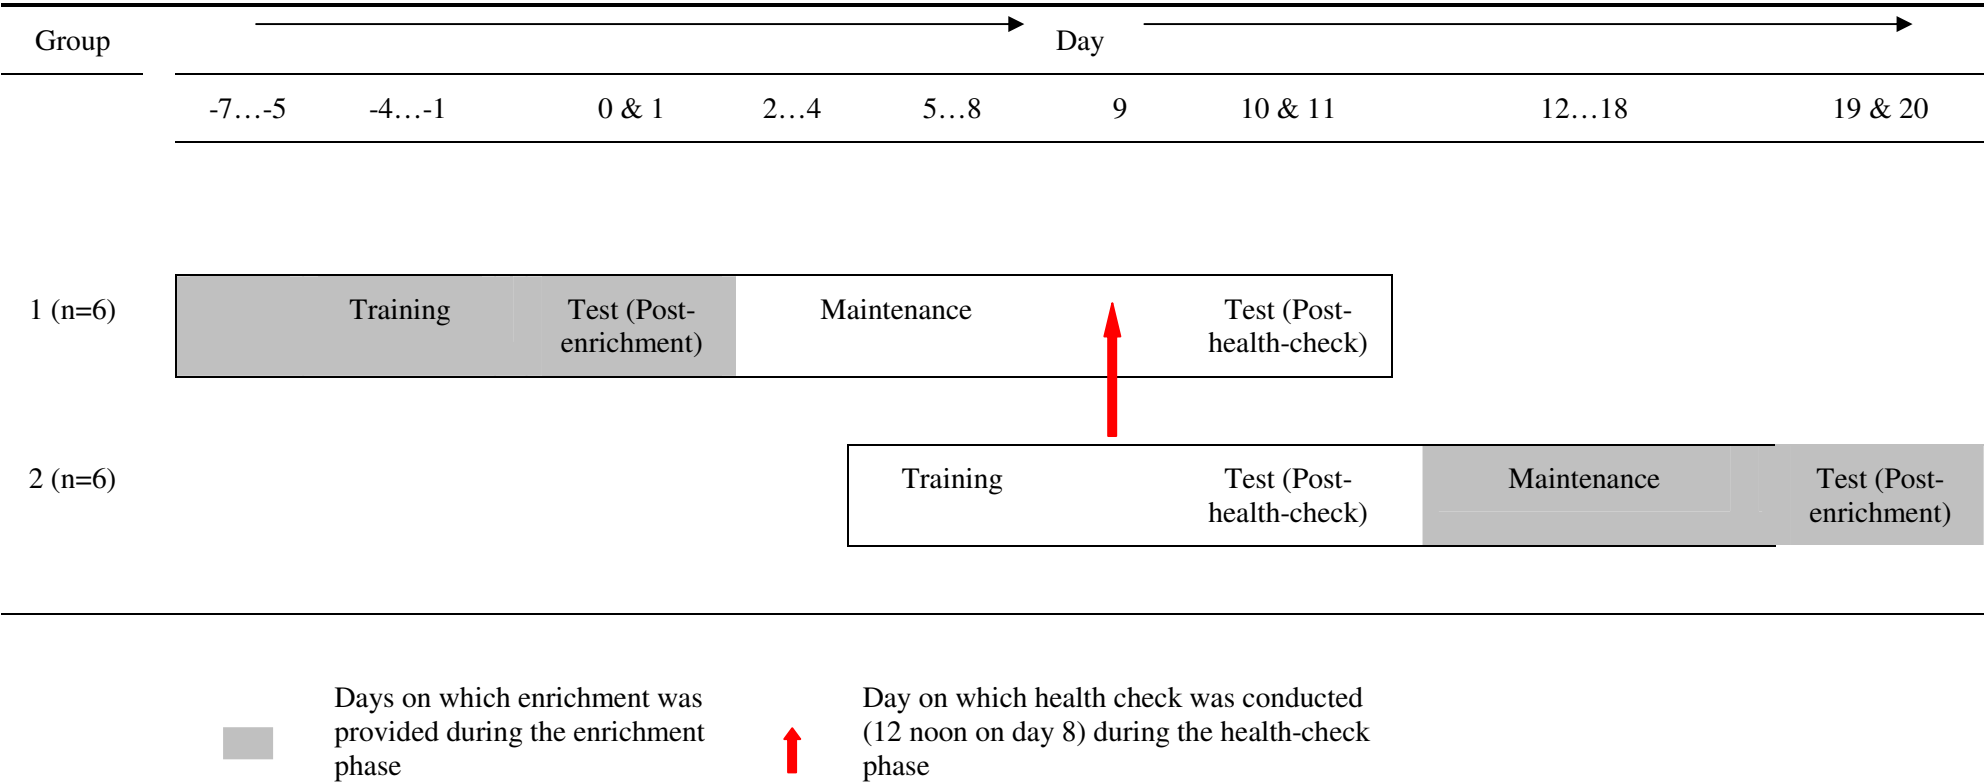 Group
Day
-7…-5 -4…-1 0 & 1 2…4 5…8 9 10 & 11 12…18 19 & 20
1 (n=6) Training Test (Post- Maintenance Test (Post-
enrichment) health-check)
2 (n=6) Training Test (Post- Maintenance Test (Post-
health-check) enrichment)
Days on which enrichment was
provided during the enrichment
phase
Day on which health check was conducted
(12 noon on day 8) during the health-check
phase